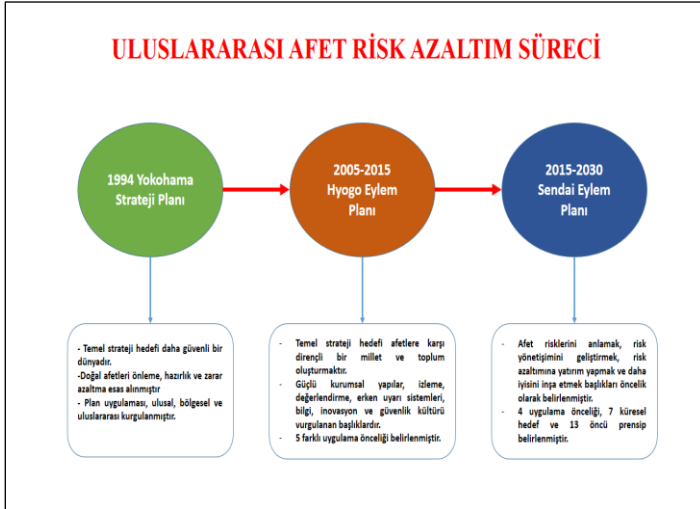 ULUSLARARASI AFET RİSK AZALTIM SÜRECİ
1994 Yokohama
Strateji Planı
2005-2015
Hyogo Eylem
Planı
2015-2030
Sendai Eylem
Planı
- Temel strateji hedefi daha güvenli bir
dünyadır.
-Doğal afetleri önleme, hazırlık ve zarar
azaltma esas alınmıştır
- Plan uygulaması, ulusal, bölgesel ve
uluslararası kurgulanmıştır.
- Temel strateji hedefi afetlere karşı
dirençli bir millet ve toplum
oluşturmaktır.
- Güçlü kurumsal yapılar, izleme,
değerlendirme, erken uyarı sistemleri,
bilgi, inovasyon ve güvenlik kültürü
vurgulanan başlıklardır.
- 5 farklı uygulama önceliği belirlenmiştir.
- Afet risklerini anlamak, risk
yönetişimini geliştirmek, risk
azaltımına yatırım yapmak ve daha
iyisini inşa etmek başlıkları öncelik
olarak belirlenmiştir.
- 4 uygulama önceliği, 7 küresel
hedef ve 13 öncü prensip
belirlenmiştir.